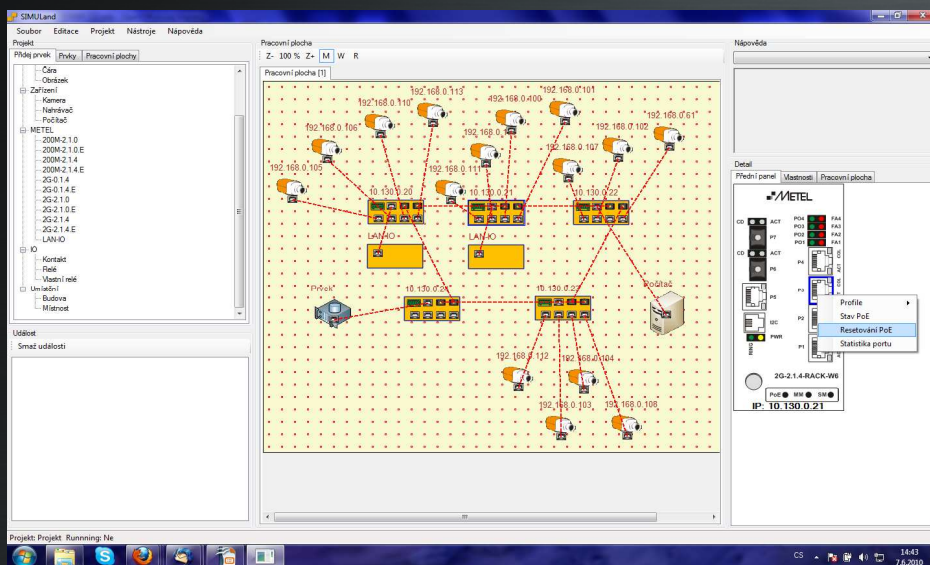 SIMULand
Soubor Editace Projekt Nástroje Nápověda
Projekt
Přidej prvek Prvky Pracovní plochy
Čára
Obrázek
Zařízení
Kamera
Nahrávač
Počítač
METEL
200M-2.1.0
200M-2.1.0.E
200M-2.1.4
200M-2.1.4.E
2G-0.1.4
2G-0.1.4.E
2G-2.1.0
2G-2.1.0.E
2G-2.1.4
2G-2.1.4.E
LAN-IO
IO
Kontakt
Relé
Vlastní relé
Umístění
Budova
Místnost
Událost
Smaž události
Pracovní plocha
Z- 100 % Z+ M W R
Pracovní plocha [1]
192.168.0.113
192.168.0.101
192.168.0.110
192.168.0.100
192.168.0.61
192.168.0.106
192.168.0.102
192.168.0.107
192.168.0.105
192.168.0.111
10.130.0.20
10.130.0.21
10.130.0.22
LAN-IO
LAN-IO
"Prvek"
Počítač
192.168.0.112
192.168.0.104
192.168.0.103
192.168.0.108
Nápověda
Detail
Přední panel Vlastnosti Pracovní plocha
METEL
CD ACT
P7
CD ACT
P6
P5
I2C
PWR
RING
PO4 FA4
PO3 FA3
PO2 FA2
PO1 FA1
P4
P3
P2
P1
ACT COL
Profile
Stav PoE
Resetování PoE
Statistika portu
2G-2.1.4-RACK-W6
PoE MM SM
IP: 10.130.0.21
Projekt: Projekt Runnning: Ne
CS
14:43
7.6.2010